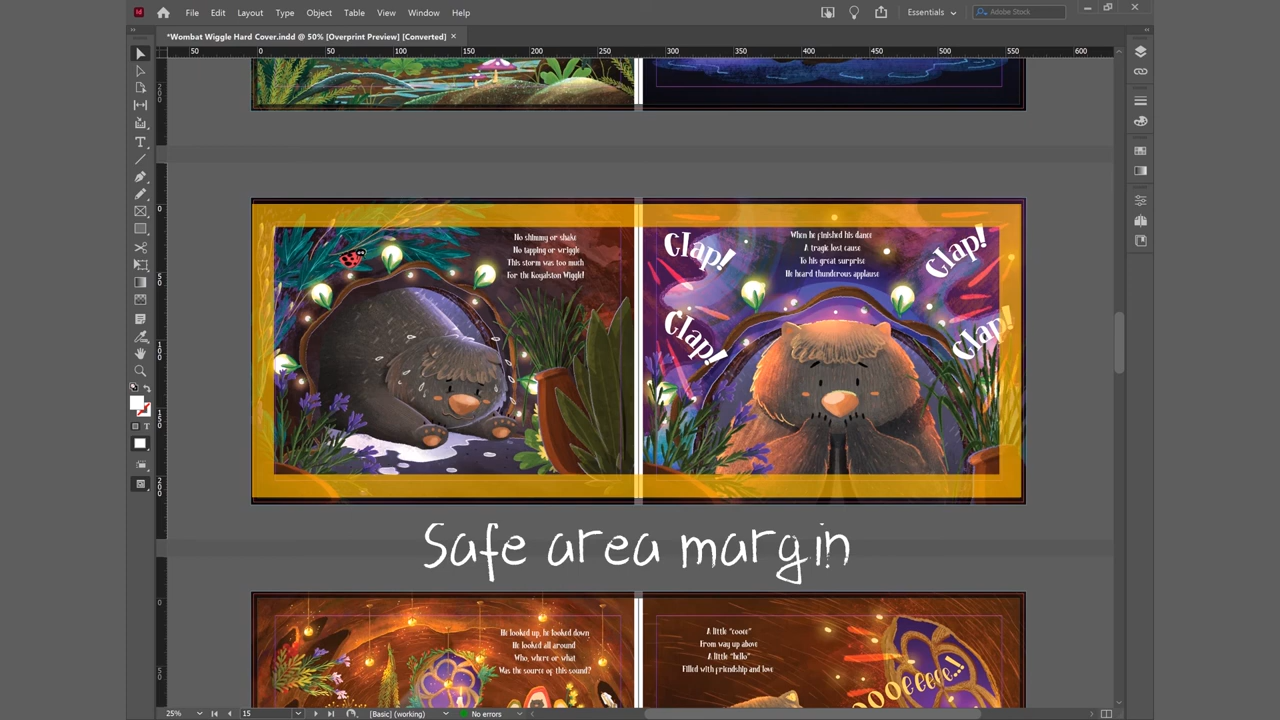 File Edit Layout Type Object Table View Window Help
Essentials
Adobe Stock
*Wombat Wiggle Hard Cover.indd @ 50% [Overprint Preview] [Converted]
50 0 50 100 150 200 250 300 350 400 450 500 550 600
No shimmy or shake
No tapping or wriggle
This storm was too much
For the Royalston Wiggle!
Clap!
Clap!
When he finished his dance
A tragic lost cause
To his great surprise
He heard thunderous applause
Clap!
Clap!
Safe area margin
He looked up, he looked down
He looked all around
Who, where or what
Was the source of this sound?
A little "cooee"
From way up above
A little "hello"
Filled with friendship and love
25% 15 [Basic] (working) No errors